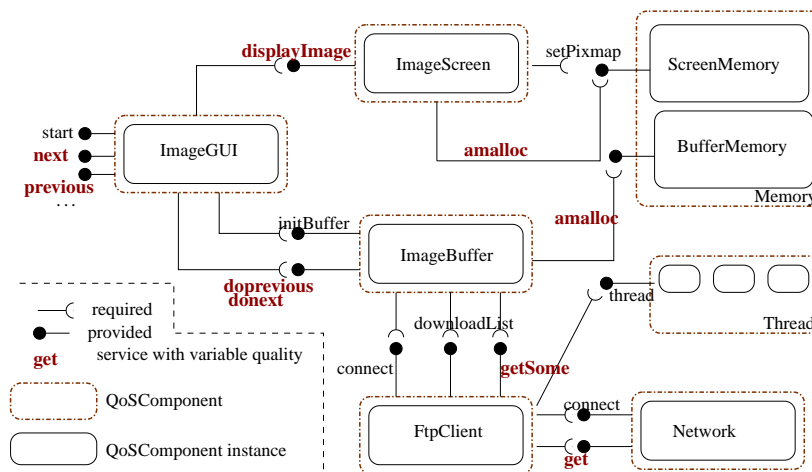 displayImage
ImageScreen
setPixmap
ScreenMemory
start
next
previous
...
ImageGUI
amalloc
BufferMemory
Memory
amalloc
initBuffer
ImageBuffer
doprevious
donext
thread
Thread
required
provided
get
service with variable quality
connect
downloadList
getSome
QoSComponent
QoSComponent instance
FtpClient
connect
get
Network